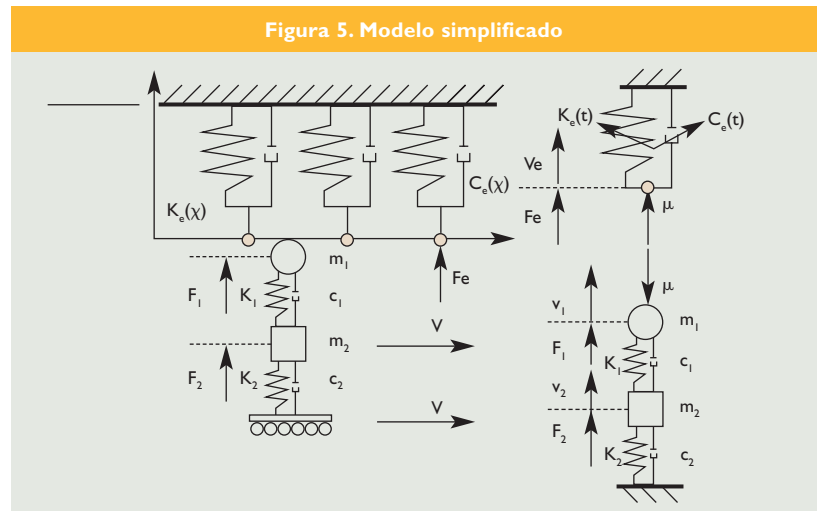 Figura 5. Modelo simplificado
Kₑ(χ)
Cₑ(χ)
Fe
m₁
F₁ K₁ c₁
m₂
V
F₂ K₂ c₂
V
Kₑ(t)
Cₑ(t)
Ve
Fe
μ
μ
v₁
m₁
F₁
K₁ c₁
v₂
m₂
F₂
K₂ c₂